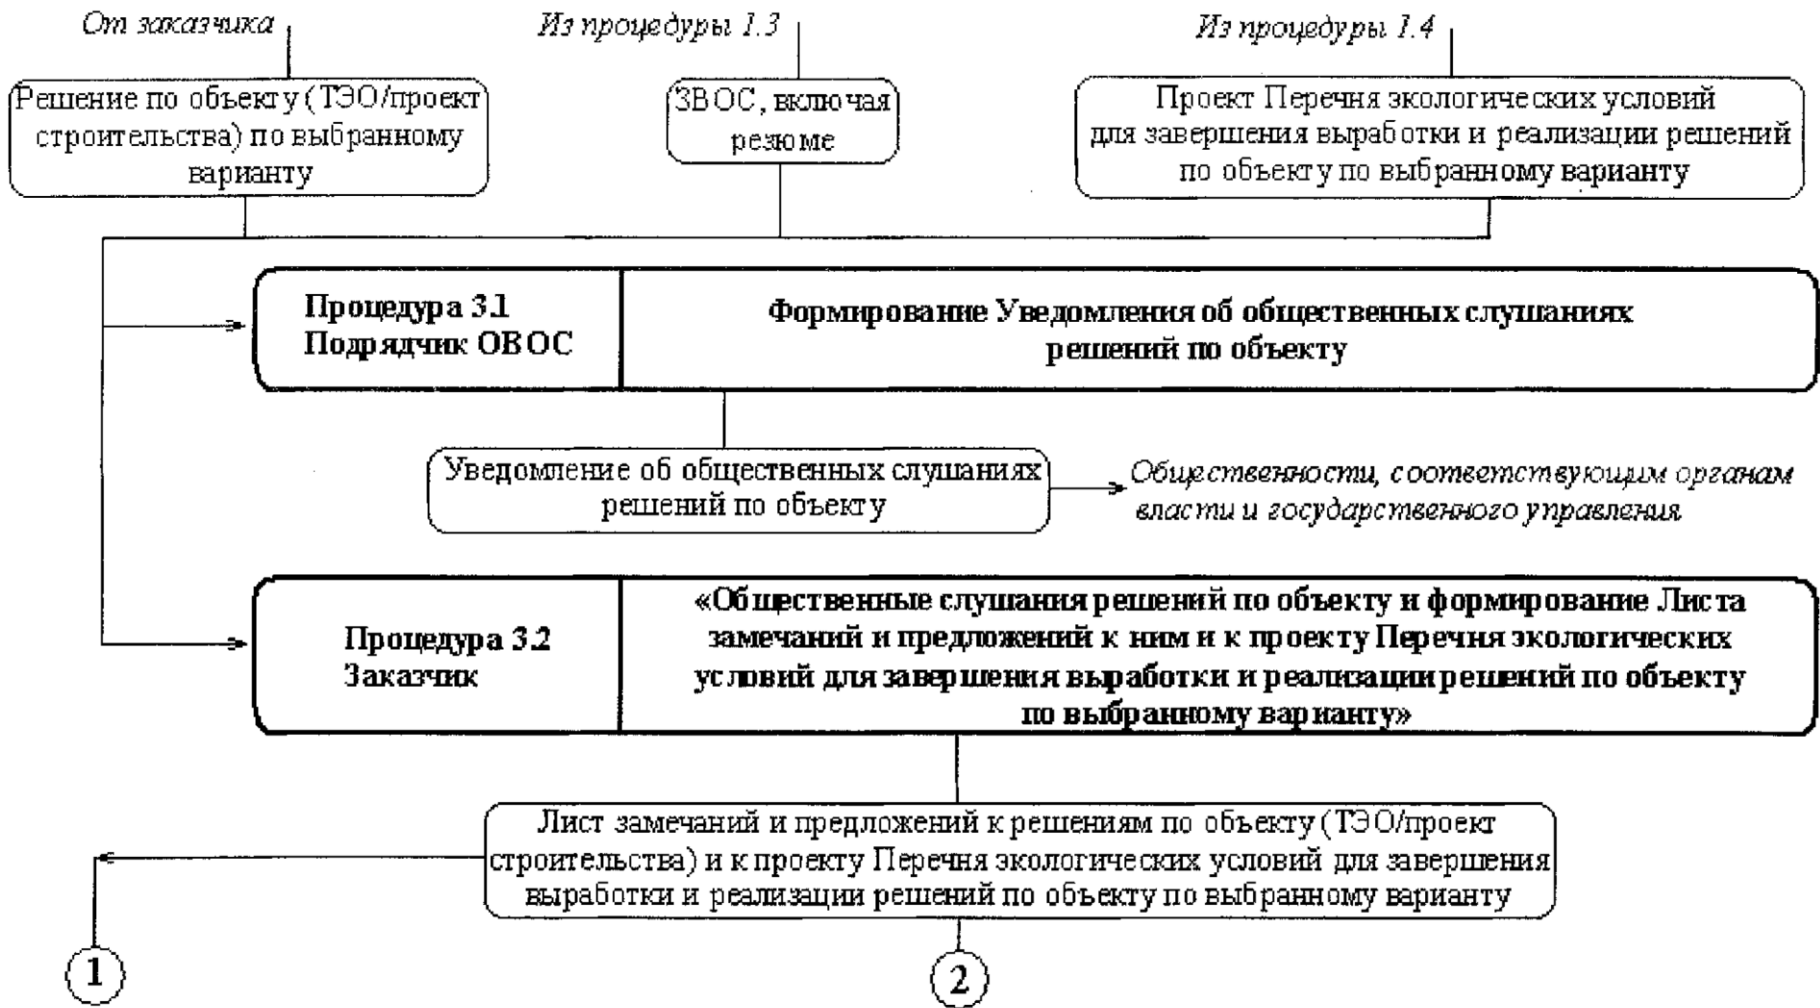 От заказчика
Из процедуры 1.3
Из процедуры 1.4
Решение по объекту (ТЭО/проект
строительства) по выбранному
варианту
ЗВОС, включая
резюме
Проект Перечня экологических условий
для завершения выработки и реализации решений
по объекту по выбранному варианту
Процедура 3.1
Подрядчик ОВОС
Формирование Уведомления об общественных слушаниях
решений по объекту
Уведомление об общественных слушаниях
решений по объекту
Общественности, соответствующим органам
власти и государственного управления
Процедура 3.2
Заказчик
«Общественные слушания решений по объекту и формирование Листа
замечаний и предложений к ним и к проекту Перечня экологических
условий для завершения выработки и реализации решений по объекту
по выбранному варианту»
Лист замечаний и предложений к решениям по объекту (ТЭО/проект
строительства) и к проекту Перечня экологических условий для завершения
выработки и реализации решений по объекту по выбранному варианту
1
2